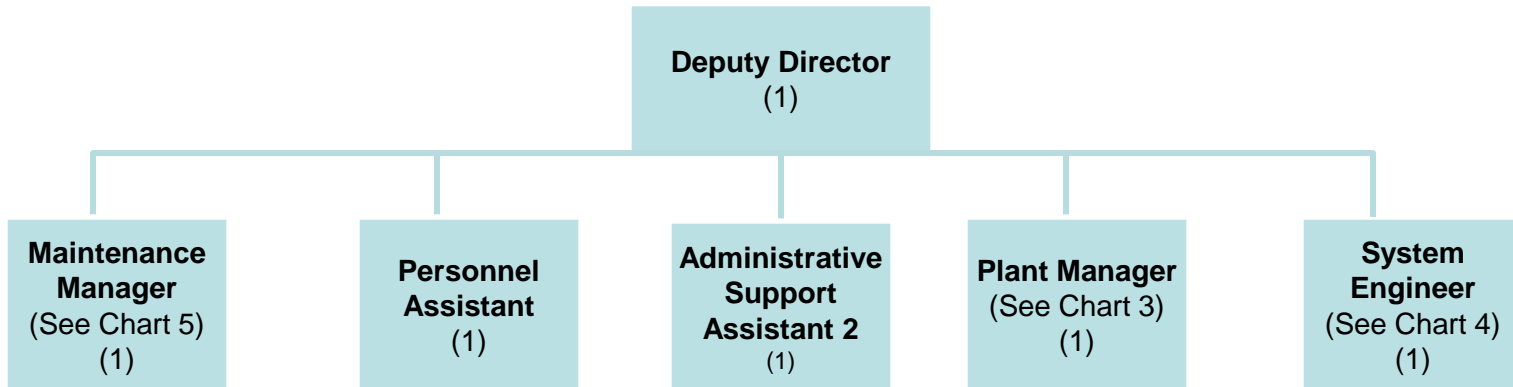 Deputy Director
(1)
Maintenance
Manager
(See Chart 5)
(1)
Personnel
Assistant
(1)
Administrative
Support
Assistant 2
(1)
Plant Manager
(See Chart 3)
(1)
System
Engineer
(See Chart 4)
(1)